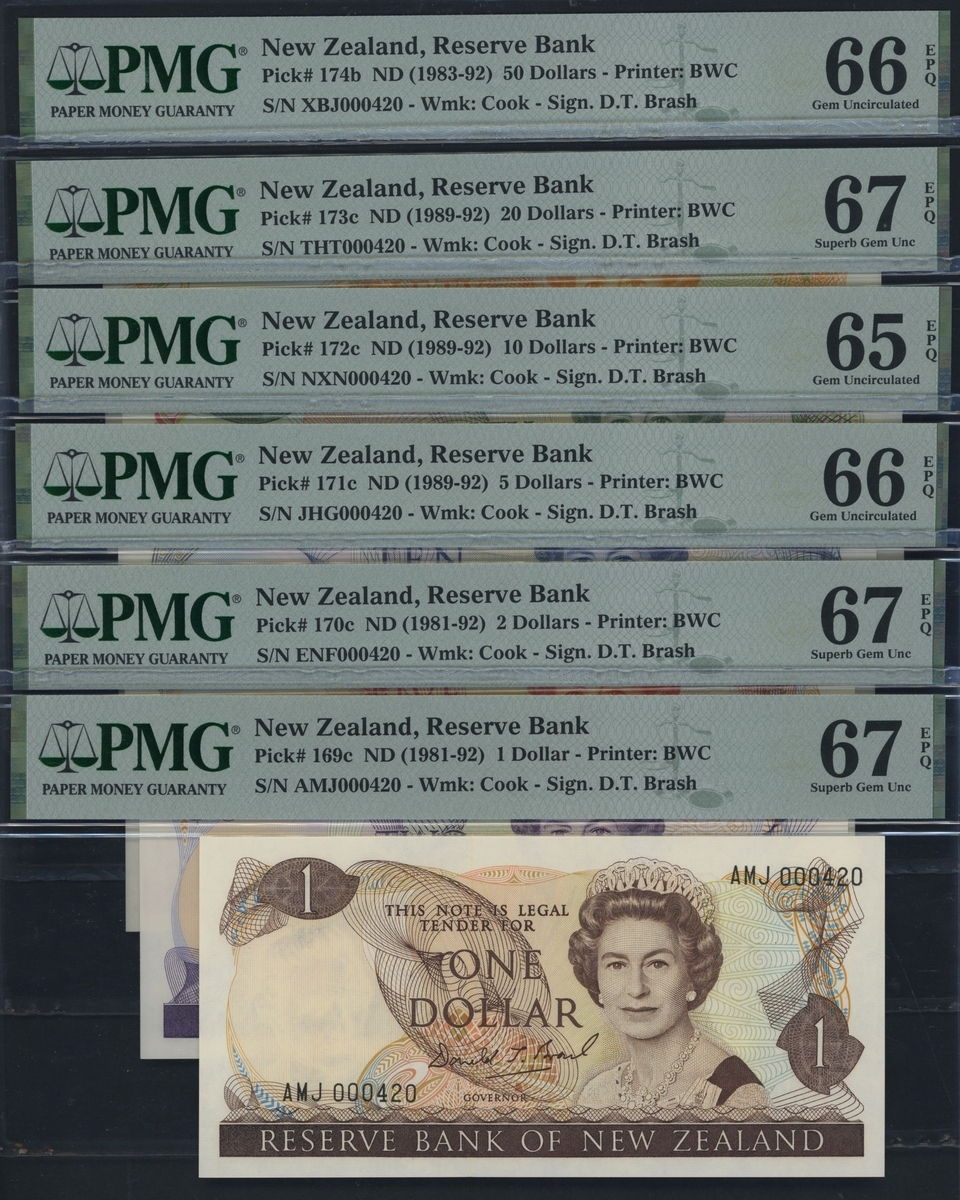 PMG®
PAPER MONEY GUARANTY
New Zealand, Reserve Bank
Pick# 174b ND (1983-92) 50 Dollars - Printer: BWC
S/N XBJ000420 - Wmk: Cook - Sign. D.T. Brash
66 EPQ
Gem Uncirculated
PMG®
PAPER MONEY GUARANTY
New Zealand, Reserve Bank
Pick# 173c ND (1989-92) 20 Dollars - Printer: BWC
S/N THT000420 - Wmk: Cook - Sign. D.T. Brash
67 EPQ
Superb Gem Unc
PMG®
PAPER MONEY GUARANTY
New Zealand, Reserve Bank
Pick# 172c ND (1989-92) 10 Dollars - Printer: BWC
S/N NXN000420 - Wmk: Cook - Sign. D.T. Brash
65 EPQ
Gem Uncirculated
PMG®
PAPER MONEY GUARANTY
New Zealand, Reserve Bank
Pick# 171c ND (1989-92) 5 Dollars - Printer: BWC
S/N JHG000420 - Wmk: Cook - Sign. D.T. Brash
66 EPQ
Gem Uncirculated
PMG®
PAPER MONEY GUARANTY
New Zealand, Reserve Bank
Pick# 170c ND (1981-92) 2 Dollars - Printer: BWC
S/N ENF000420 - Wmk: Cook - Sign. D.T. Brash
67 EPQ
Superb Gem Unc
PMG®
PAPER MONEY GUARANTY
New Zealand, Reserve Bank
Pick# 169c ND (1981-92) 1 Dollar - Printer: BWC
S/N AMJ000420 - Wmk: Cook - Sign. D.T. Brash
67 EPQ
Superb Gem Unc
1
AMJ 000420
THIS NOTE IS LEGAL
TENDER FOR
ONE
DOLLAR
Donald T. Brash
1
AMJ 000420
GOVERNOR
RESERVE BANK OF NEW ZEALAND